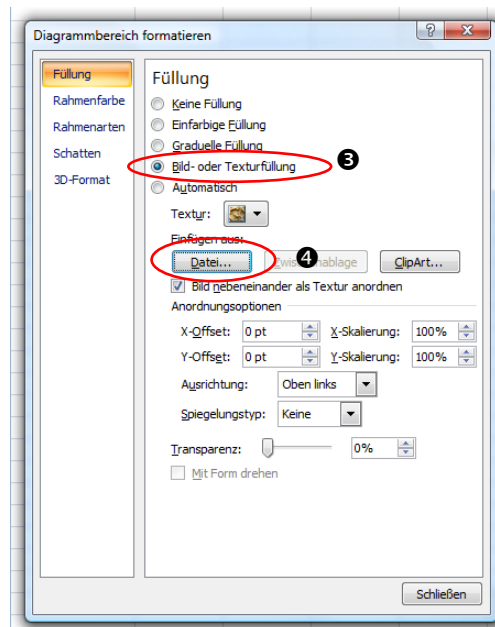 Diagrammbereich formatieren
Füllung
Rahmenfarbe
Rahmenarten
Schatten
3D-Format
Füllung
Keine Füllung
Einfarbige Füllung
Graduelle Füllung
Bild- oder Texturfüllung ❸
Automatisch
Textur:
Einfügen aus:
Datei... ❹ ClipArt...
Bild nebeneinander als Textur anordnen
Anordnungsoptionen
X-Offset: 0 pt X-Skalierung: 100%
Y-Offset: 0 pt Y-Skalierung: 100%
Ausrichtung: Oben links
Spiegelungstyp: Keine
Transparenz: 0%
Mit Form drehen
Schließen